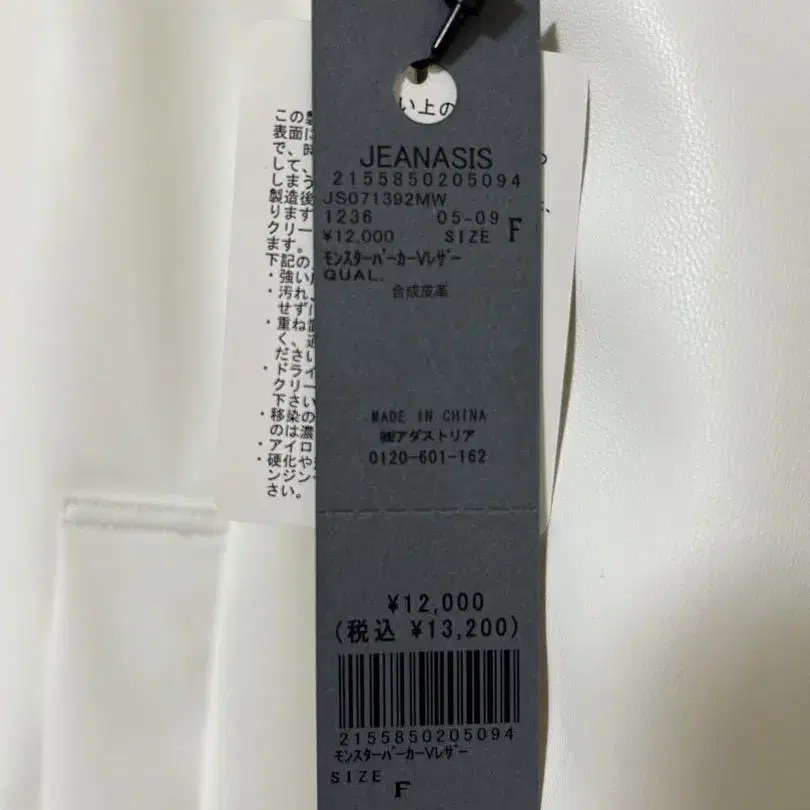 い上の
JEANASIS
2155850205094
JS071392MW
1236 05-09
¥12,000 SIZE F
ﾓﾝｽﾀｰﾊﾟｰｶｰVﾚｻﾞｰ
QUAL.
合成皮革
MADE IN CHINA
㈱アダストリア
0120-601-162
¥12,000
(税込 ¥13,200)
2155850205094
ﾓﾝｽﾀｰﾊﾟｰｶｰVﾚｻﾞｰ
SIZE F
この
表面に
で、
して、
しまう
製造後
ります
クリー
ます。
下記の
・強い
・汚れ、
せずに
・重ね
く、
ださい
・ドライ
クリー
下さい
・移染の
のは濃
・アイロ
・硬化や
ンジン
さい。